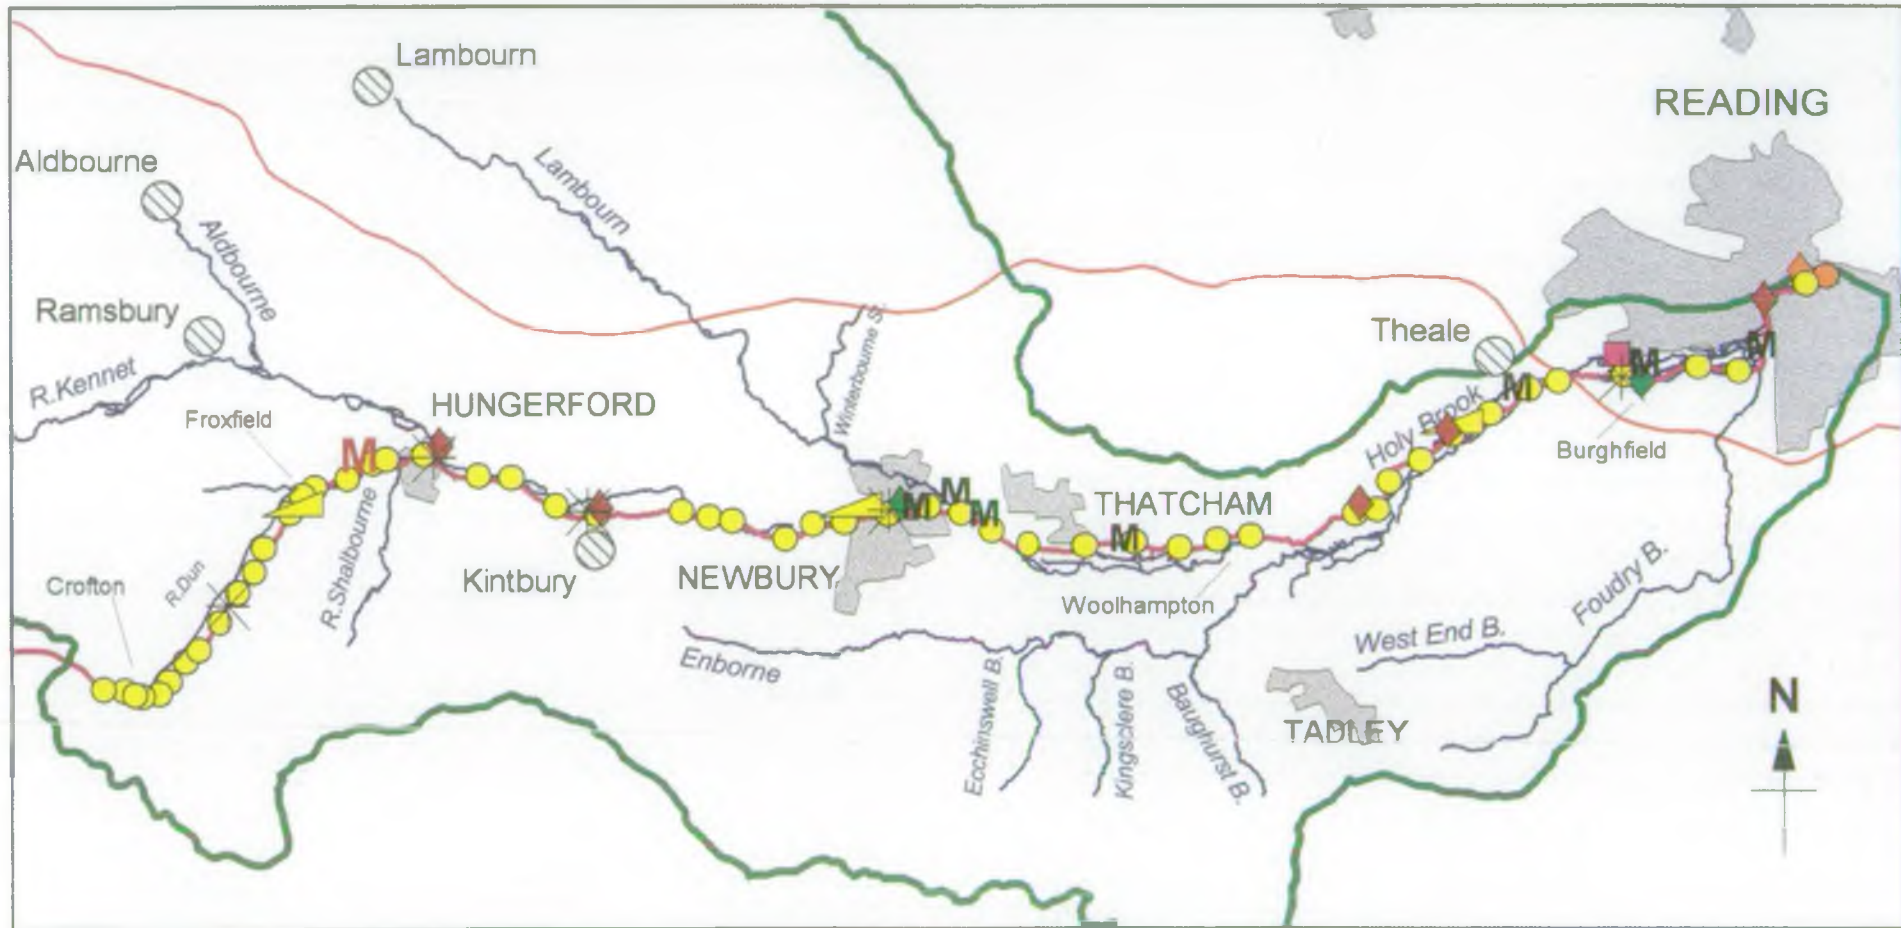 Lambourn
READING
Aldbourne
Lambourn
Aldbourne
Ramsbury
Winterbourne S.
Theale
R.Kennet
HUNGERFORD
Froxfield
Holy Brook
M
M
M
M
Burghfield
M
M
M
M
THATCHAM
M
R.Shalbourne
Crofton
R.Dun
Kintbury
NEWBURY
Woolhampton
Foudry B.
West End B.
Enborne
Ecchinswell B.
Kingsclere B.
Baughurst B.
TADLEY
N